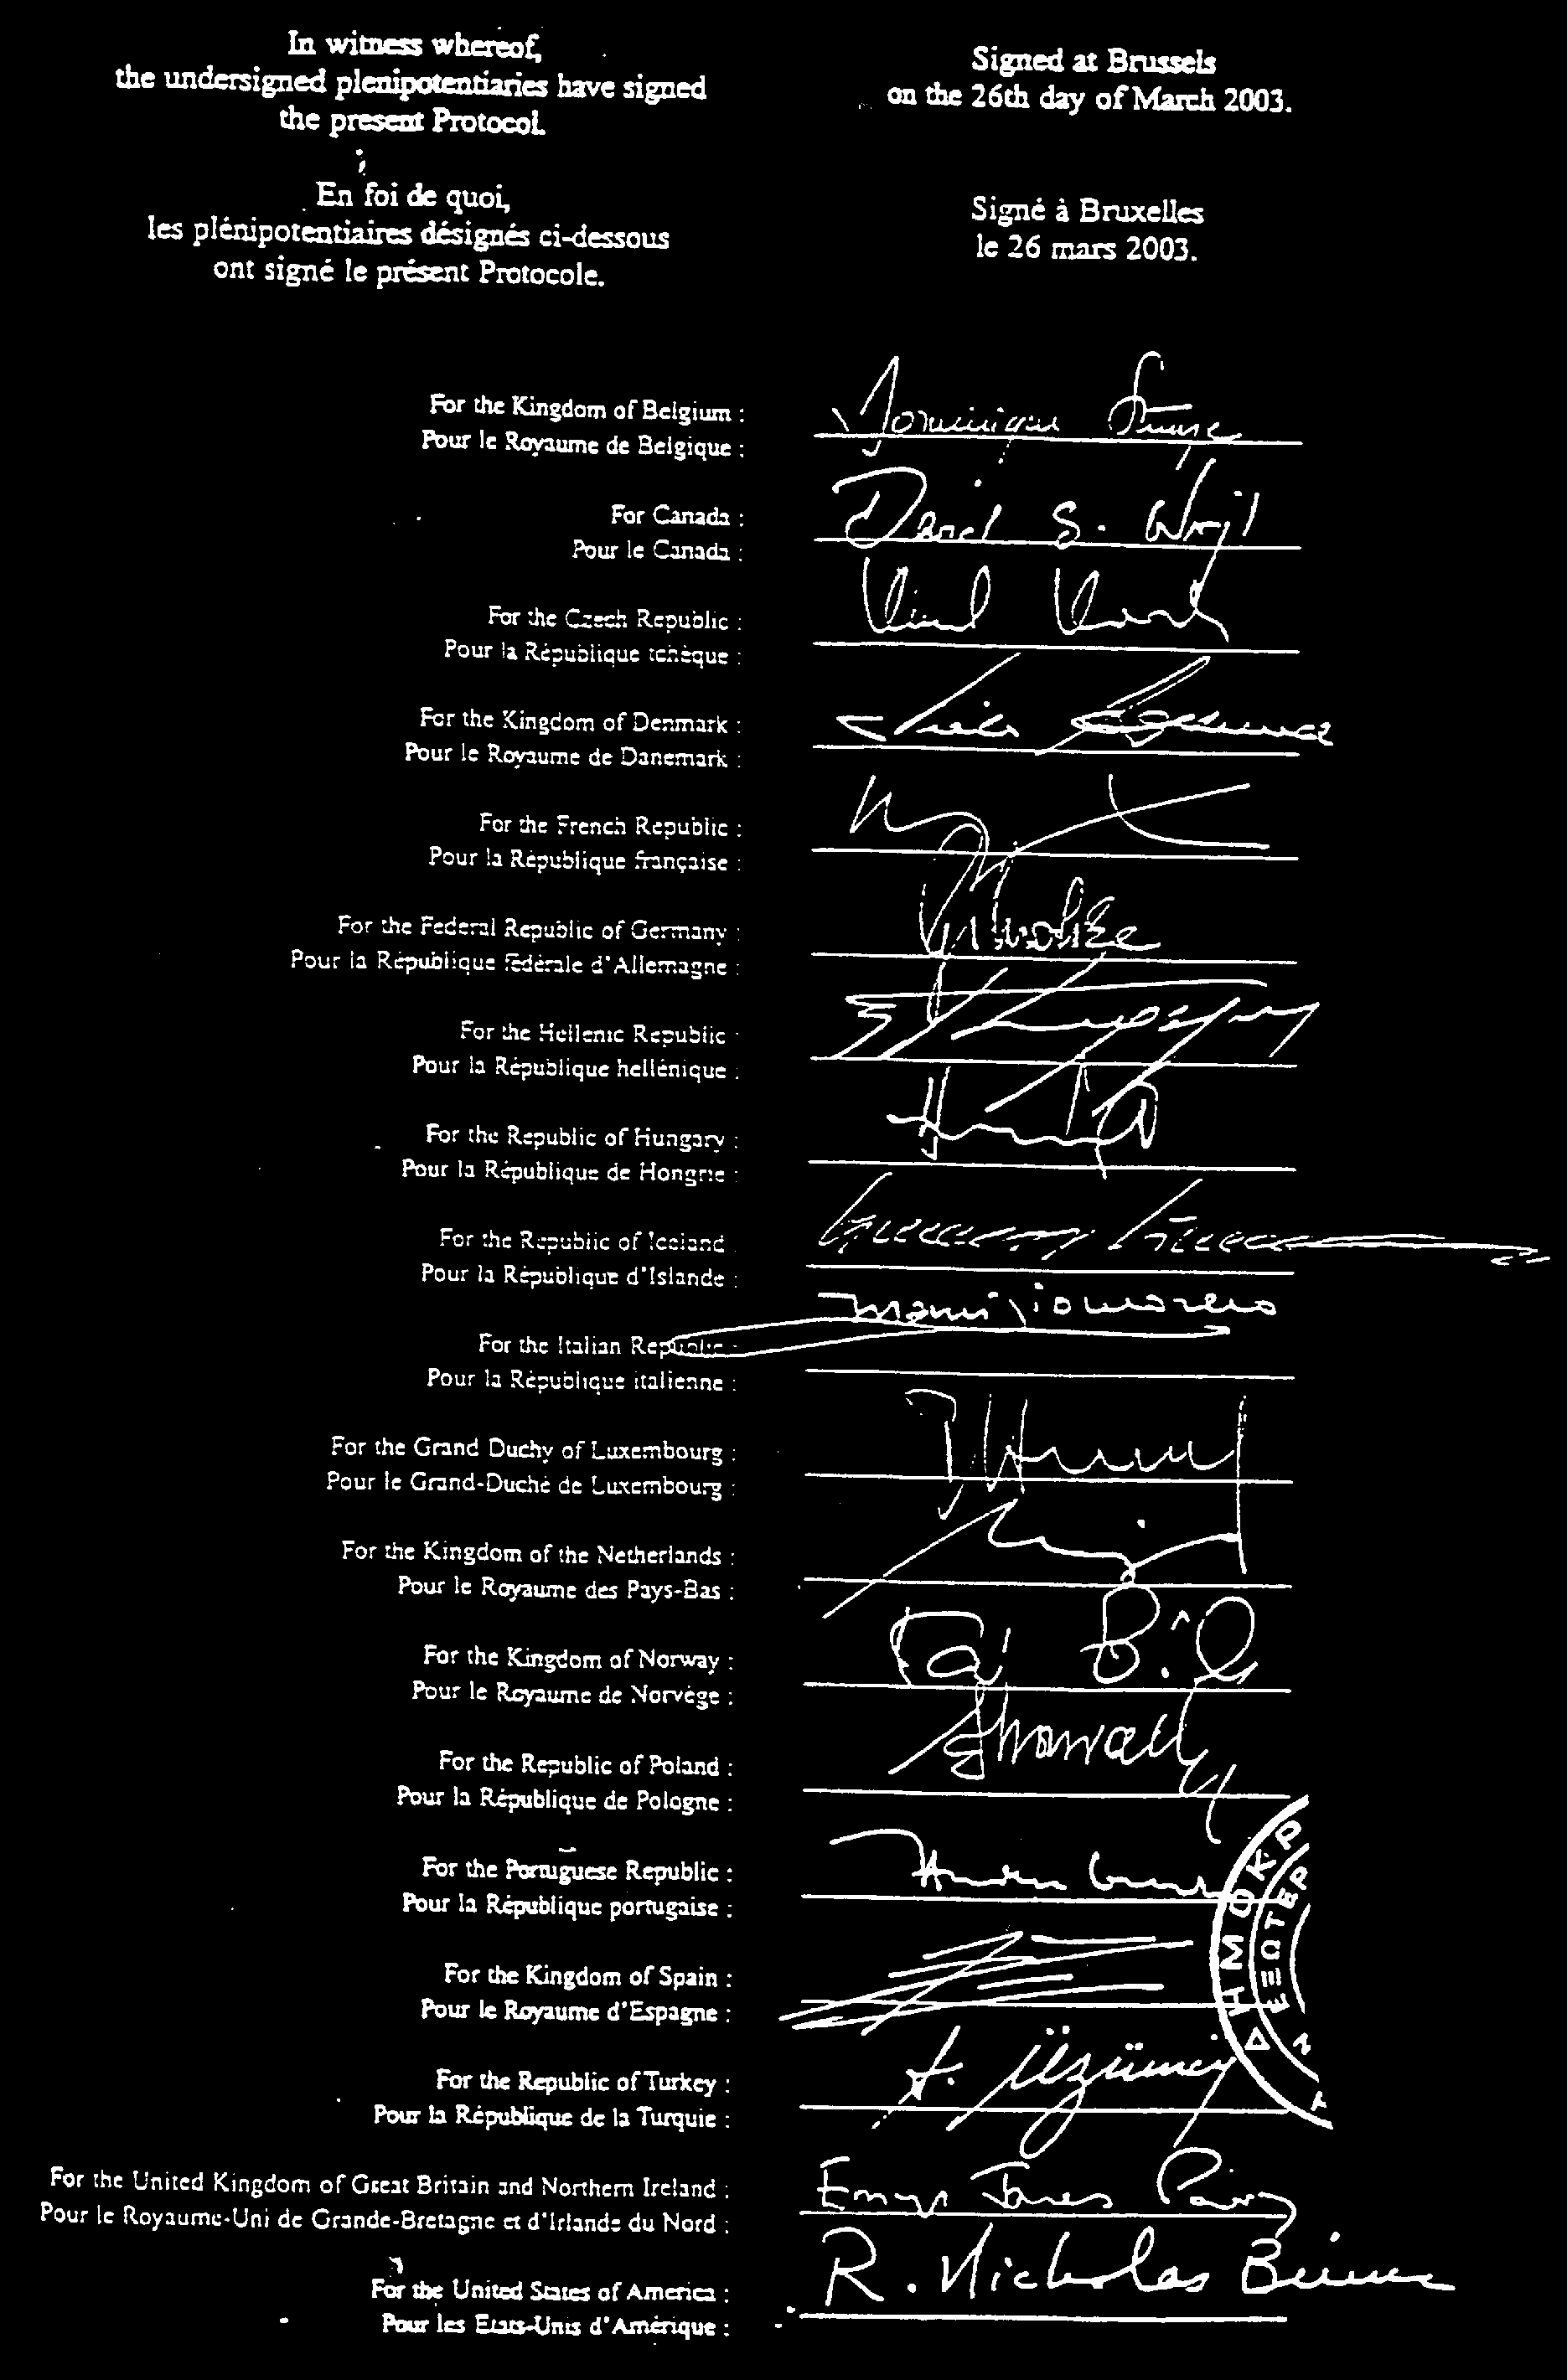 In witness whereof,
the undersigned plenipotentiaries have signed
the present Protocol.
Signed at Brussels
on the 26th day of March 2003.
En foi de quoi,
les plénipotentiaires désignés ci-dessous
ont signé le présent Protocole.
Signé à Bruxelles
le 26 mars 2003.
For the Kingdom of Belgium :
Pour le Royaume de Belgique :
Dominique
For Canada :
Pour le Canada :
David S. Wright
For the Czech Republic :
Pour la République tchèque :
For the Kingdom of Denmark :
Pour le Royaume de Danemark :
For the French Republic :
Pour la République française :
For the Federal Republic of Germany :
Pour la République fédérale d'Allemagne :
For the Hellenic Republic :
Pour la République hellénique :
For the Republic of Hungary :
Pour la République de Hongrie :
For the Republic of Iceland :
Pour la République d'Islande :
For the Italian Republic :
Pour la République italienne :
For the Grand Duchy of Luxembourg :
Pour le Grand-Duché de Luxembourg :
For the Kingdom of the Netherlands :
Pour le Royaume des Pays-Bas :
For the Kingdom of Norway :
Pour le Royaume de Norvège :
For the Republic of Poland :
Pour la République de Pologne :
For the Portuguese Republic :
Pour la République portugaise :
For the Kingdom of Spain :
Pour le Royaume d'Espagne :
ΔΗΜΟΚΡ
ΕΞΩΤΕΡ
For the Republic of Turkey :
Pour la République de la Turquie :
A. Üzümcü
For the United Kingdom of Great Britain and Northern Ireland :
Pour le Royaume-Uni de Grande-Bretagne et d'Irlande du Nord :
Emyr Jones Parry
For the United States of America :
Pour les Etats-Unis d'Amérique :
R. Nicholas Burns